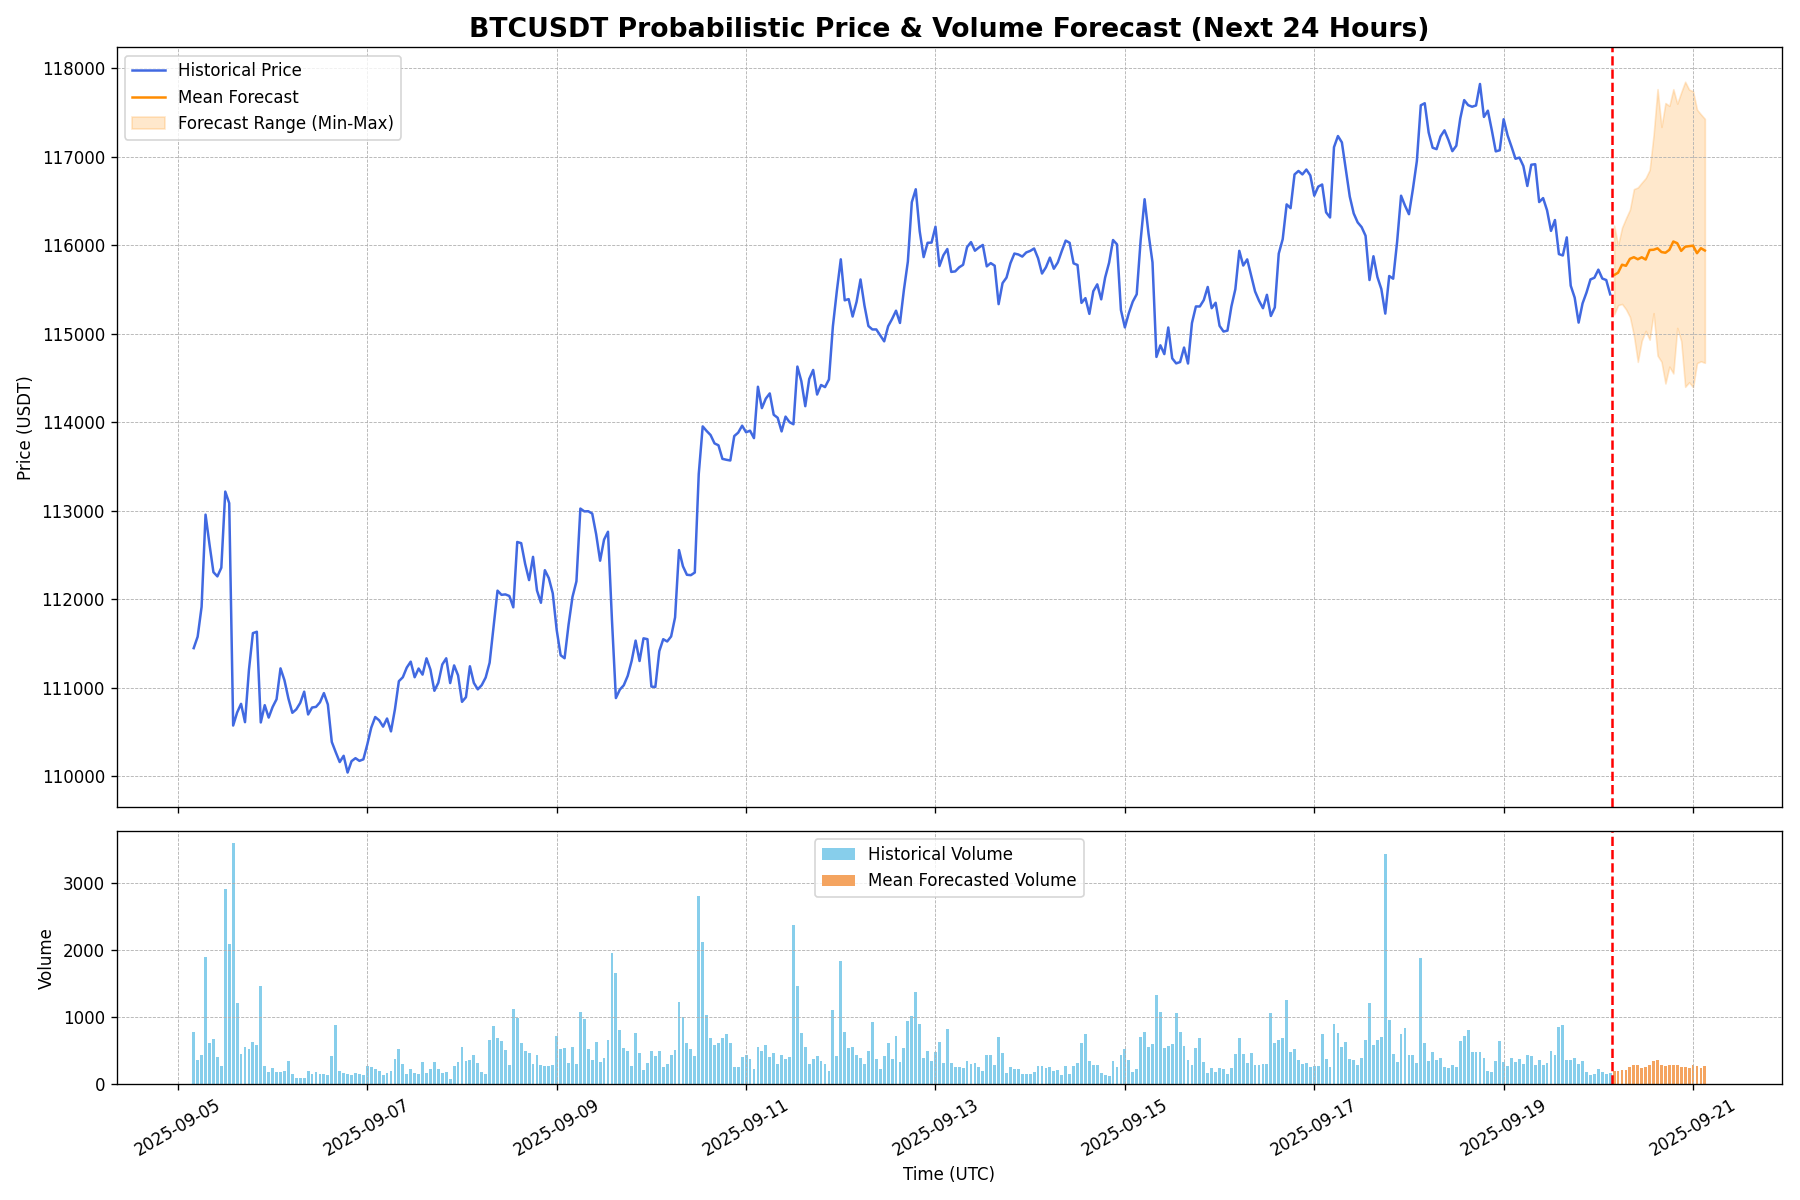 BTCUSDT Probabilistic Price & Volume Forecast (Next 24 Hours)
Historical Price
Mean Forecast
Forecast Range (Min-Max)
118000
117000
116000
115000
114000
113000
112000
111000
110000
Price (USDT)
Historical Volume
Mean Forecasted Volume
3000
2000
1000
0
Volume
2025-09-05
2025-09-07
2025-09-09
2025-09-11
2025-09-13
2025-09-15
2025-09-17
2025-09-19
2025-09-21
Time (UTC)